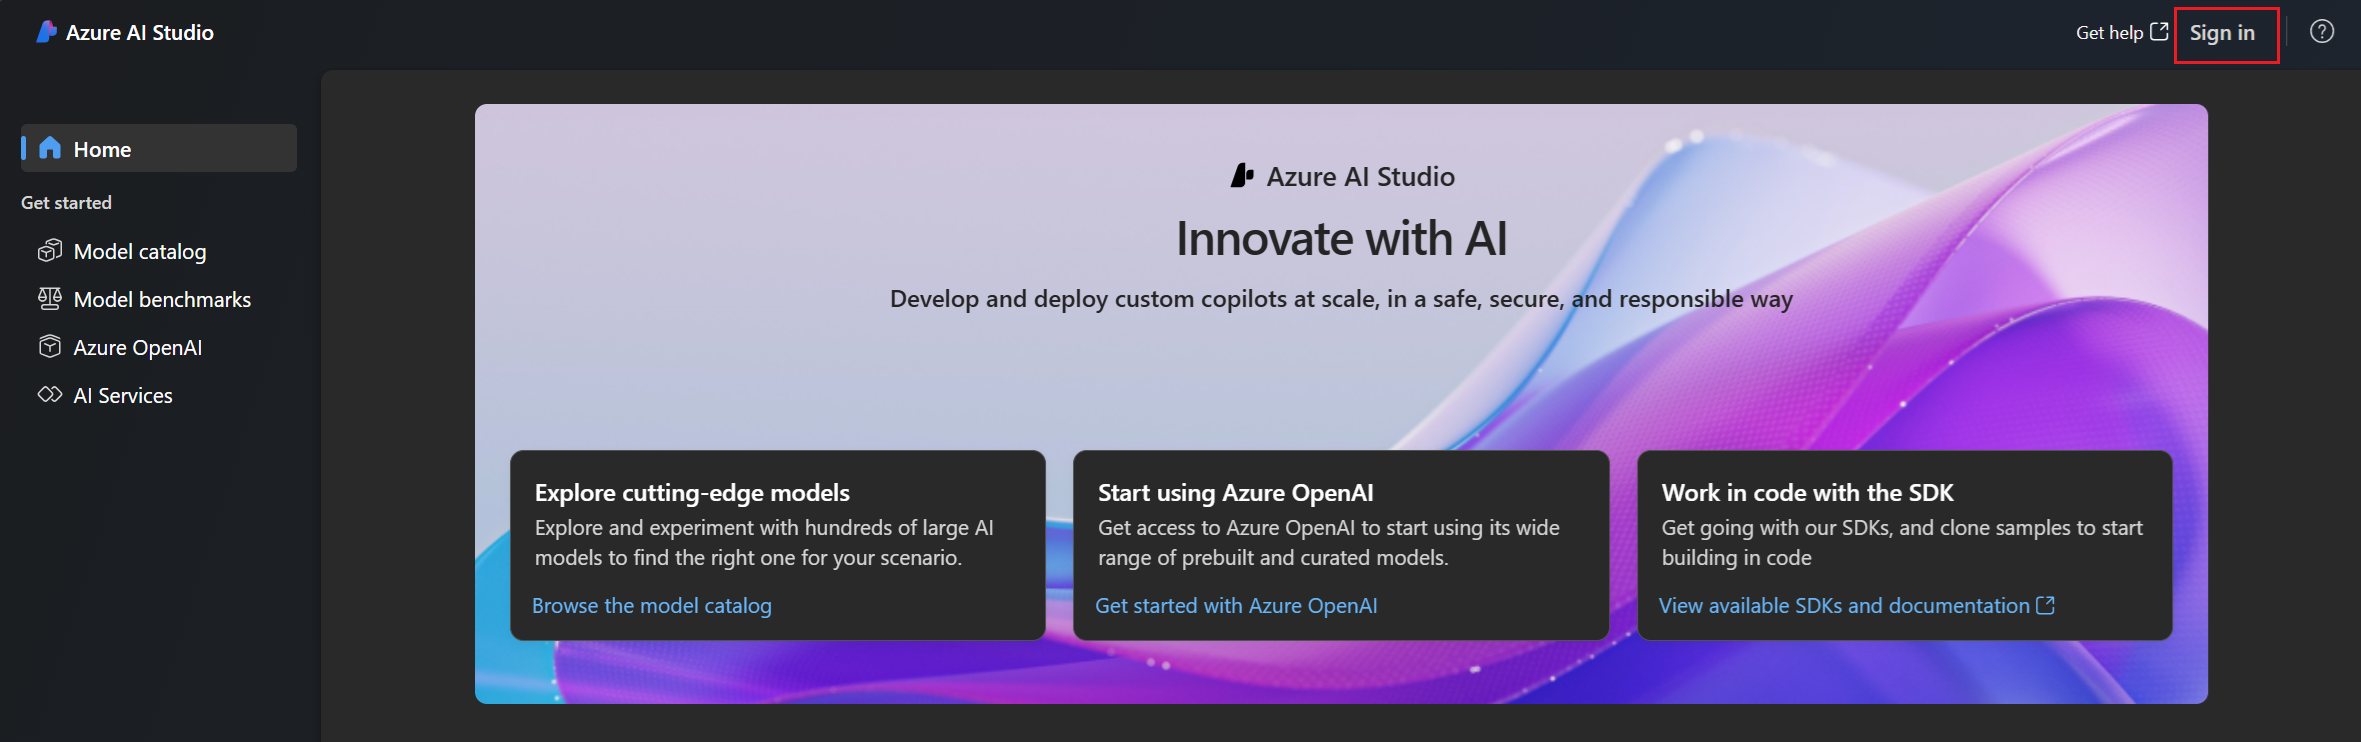 Azure AI Studio
Get help
Sign in
Home
Get started
Model catalog
Model benchmarks
Azure OpenAI
AI Services
Azure AI Studio
Innovate with AI
Develop and deploy custom copilots at scale, in a safe, secure, and responsible way
Explore cutting-edge models
Explore and experiment with hundreds of large AI
models to find the right one for your scenario.
Browse the model catalog
Start using Azure OpenAI
Get access to Azure OpenAI to start using its wide
range of prebuilt and curated models.
Get started with Azure OpenAI
Work in code with the SDK
Get going with our SDKs, and clone samples to start
building in code
View available SDKs and documentation